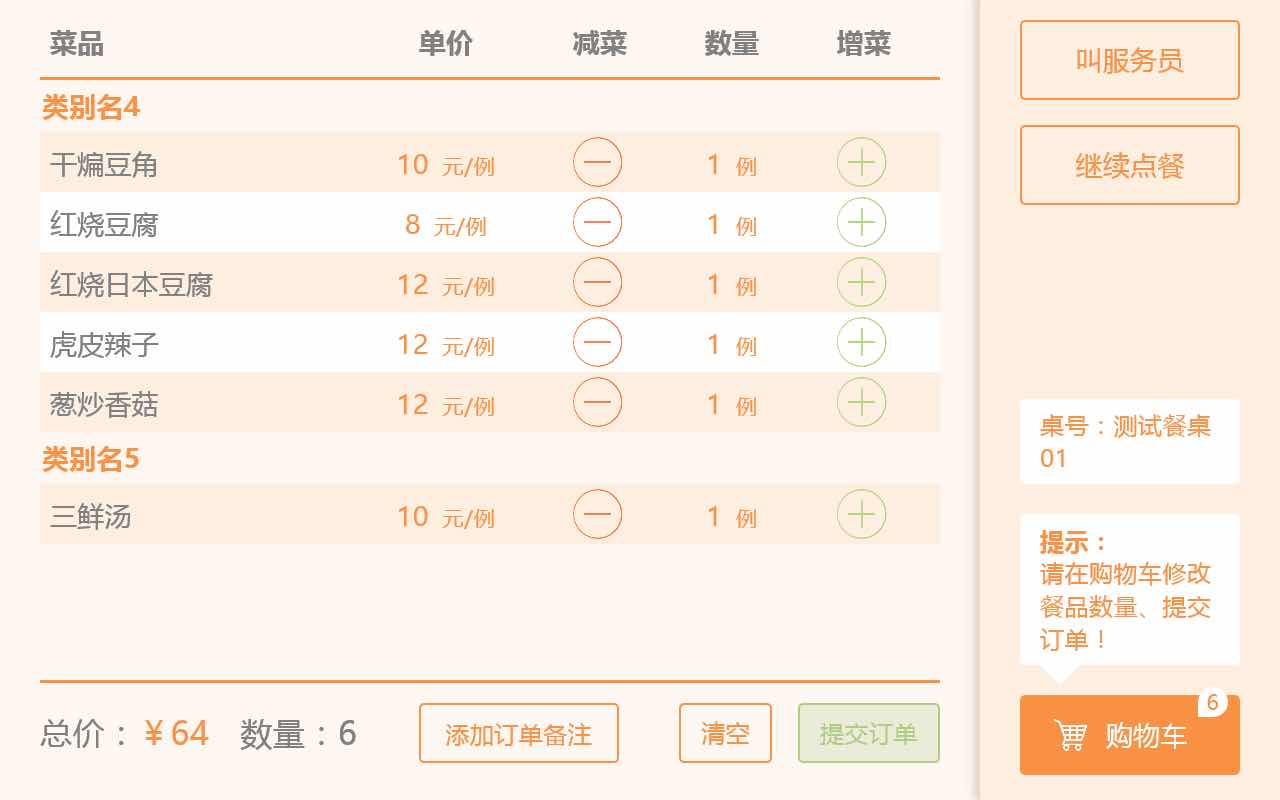 菜品 单价 减菜 数量 增菜
类别名4
干煸豆角 10 元/例 1 例
红烧豆腐 8 元/例 1 例
红烧日本豆腐 12 元/例 1 例
虎皮辣子 12 元/例 1 例
葱炒香菇 12 元/例 1 例
类别名5
三鲜汤 10 元/例 1 例
总价：￥64 数量：6 添加订单备注 清空 提交订单
叫服务员
继续点餐
桌号：测试餐桌
01
提示：
请在购物车修改
餐品数量、提交
订单！
6
购物车